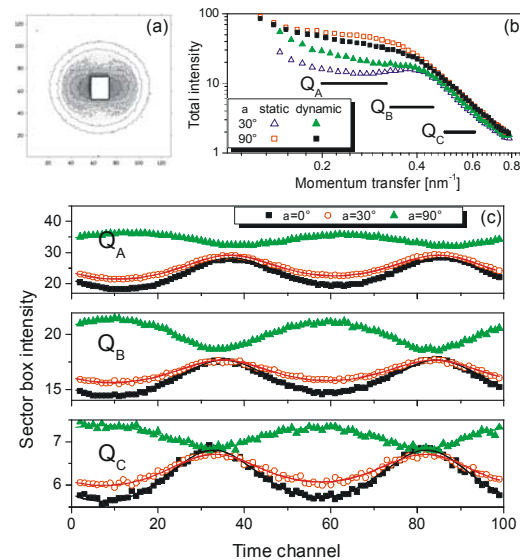 (a)
120
100
80
60
40
20
0
0 20 40 60 80 100 120
(b)
Total intensity
100
10
1
Q_A
Q_B
Q_C
a static dynamic
30°
90°
0.2 0.4 0.6 0.8
Momentum transfer [nm⁻¹]
(c)
a=0° a=30° a=90°
Sector box intensity
40
35
30
25
20
Q_A
20
15
Q_B
7
6
Q_C
0 20 40 60 80 100
Time channel